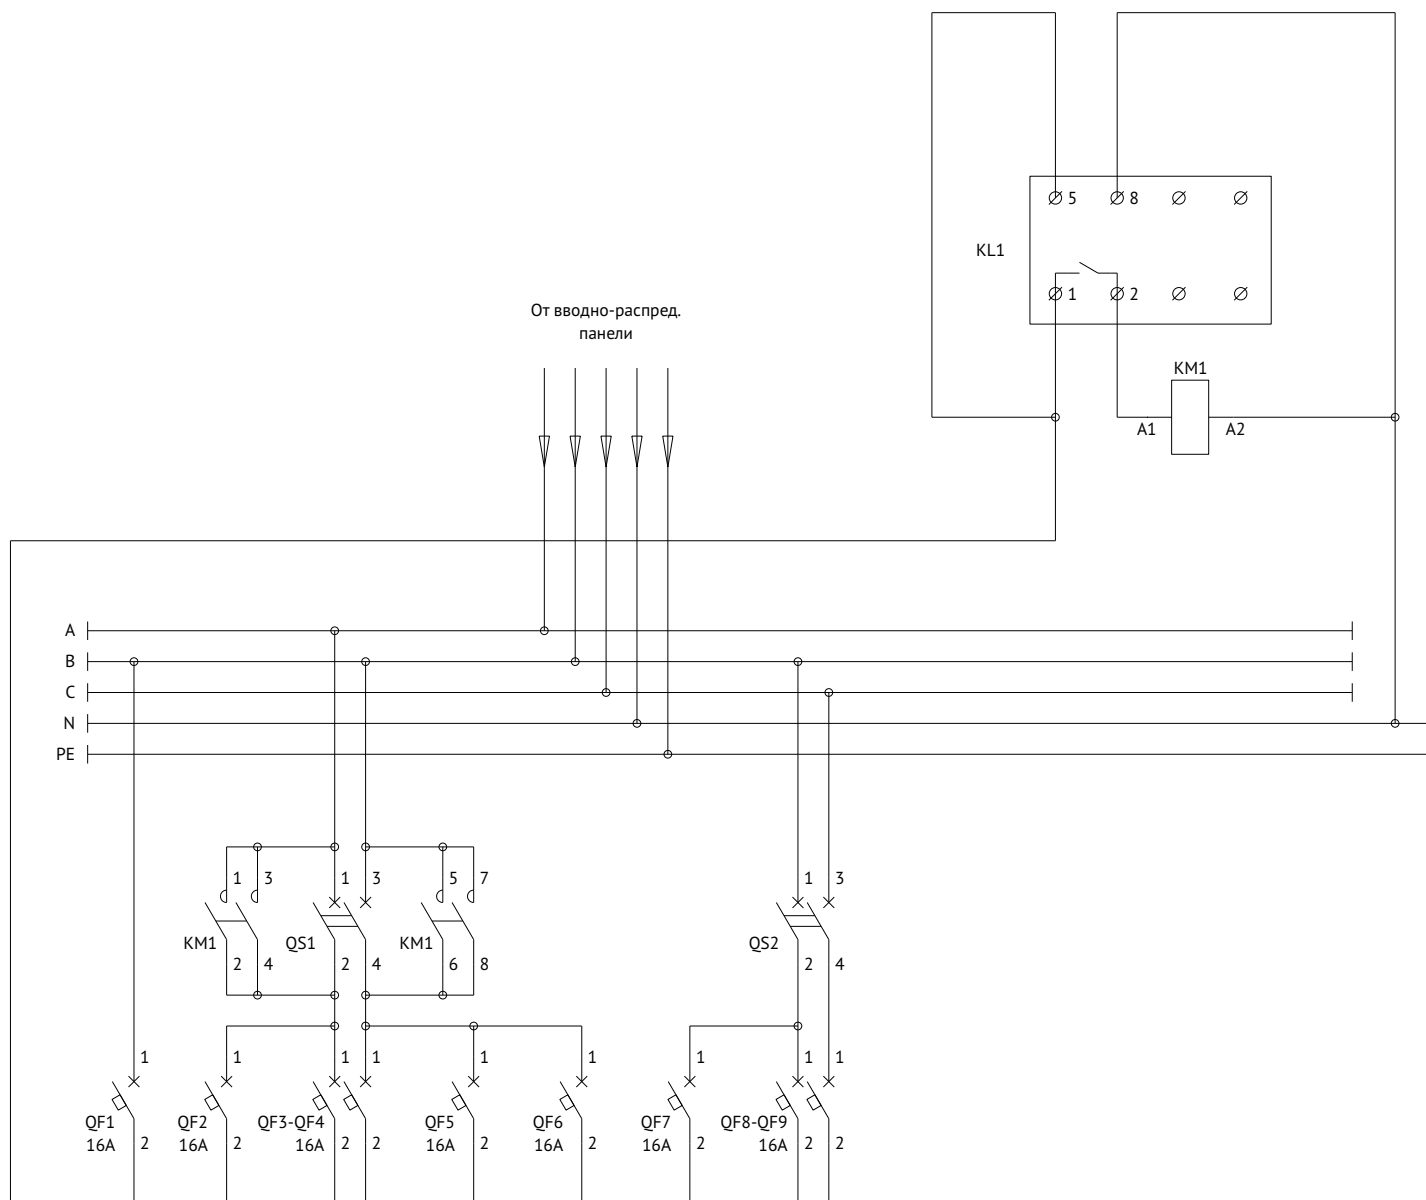 5 8
KL1
1 2
От вводно-распред.
панели
KM1
A1 A2
A
B
C
N
PE
1 3 1 3 5 7 1 3
KM1 QS1 KM1 QS2
2 4 2 4 6 8 2 4
1 1 1 1 1 1 1 1 1
QF1 QF2 QF3-QF4 QF5 QF6 QF7 QF8-QF9
16A 2 16A 2 16A 2 2 16A 2 16A 2 16A 2 16A 2 2